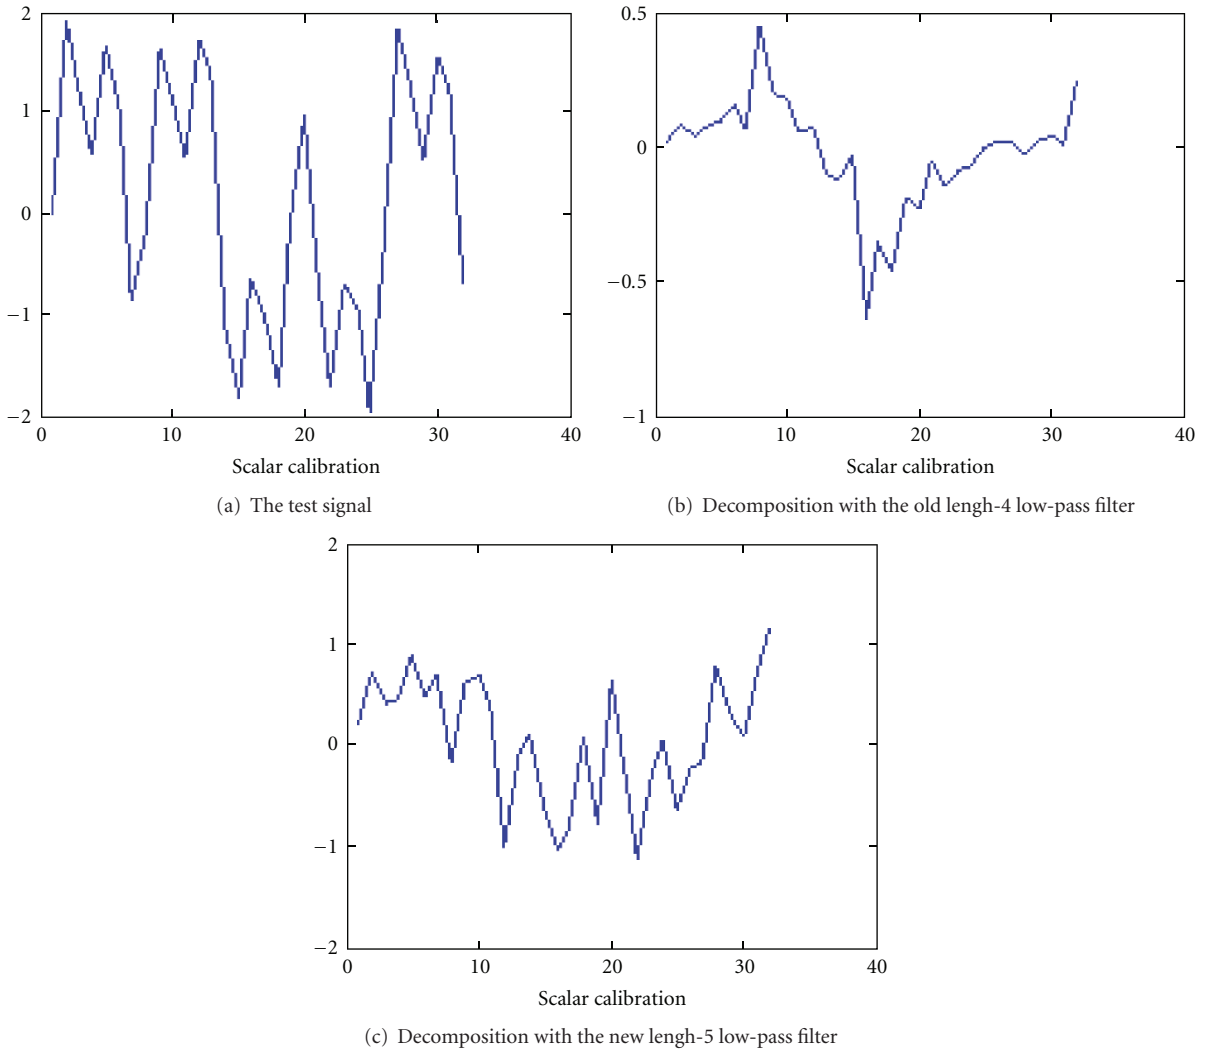 2
1
0
−1
−2
0 10 20 30 40
Scalar calibration
(a) The test signal
0.5
0
−0.5
−1
0 10 20 30 40
Scalar calibration
(b) Decomposition with the old lengh-4 low-pass filter
2
1
0
−1
−2
0 10 20 30 40
Scalar calibration
(c) Decomposition with the new lengh-5 low-pass filter